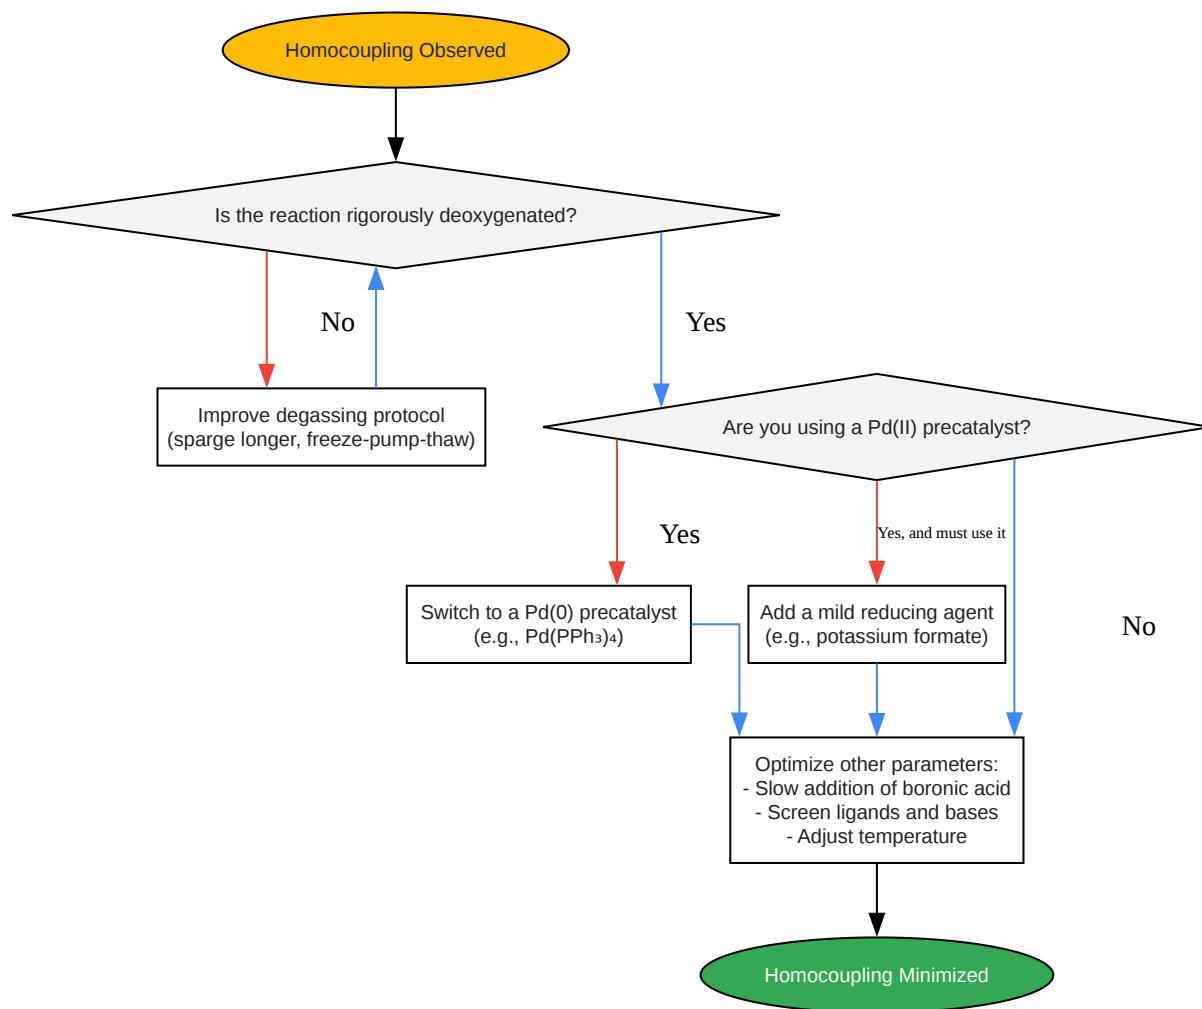 Homocoupling Observed
Is the reaction rigorously deoxygenated?
No
Yes
Improve degassing protocol
(sparge longer, freeze-pump-thaw)
Are you using a Pd(II) precatalyst?
Yes
Yes, and must use it
No
Switch to a Pd(0) precatalyst
(e.g., Pd(PPh₃)₄)
Add a mild reducing agent
(e.g., potassium formate)
Optimize other parameters:
- Slow addition of boronic acid
- Screen ligands and bases
- Adjust temperature
Homocoupling Minimized